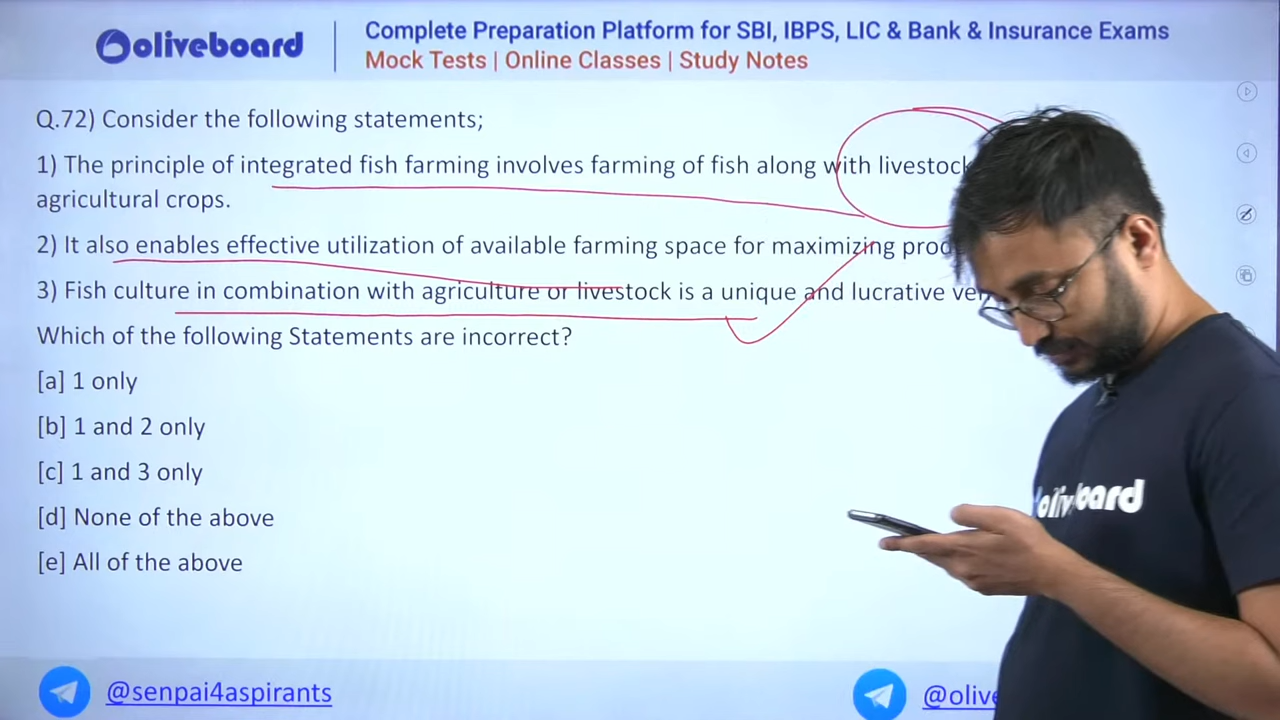 oliveboard
Complete Preparation Platform for SBI, IBPS, LIC & Bank & Insurance Exams
Mock Tests | Online Classes | Study Notes
Q.72) Consider the following statements;
1) The principle of integrated fish farming involves farming of fish along with livestock
agricultural crops.
2) It also enables effective utilization of available farming space for maximizing
3) Fish culture in combination with agriculture or livestock is a unique and lucrative
Which of the following Statements are incorrect?
[a] 1 only
[b] 1 and 2 only
[c] 1 and 3 only
[d] None of the above
[e] All of the above
oliveboard
@senpai4aspirants